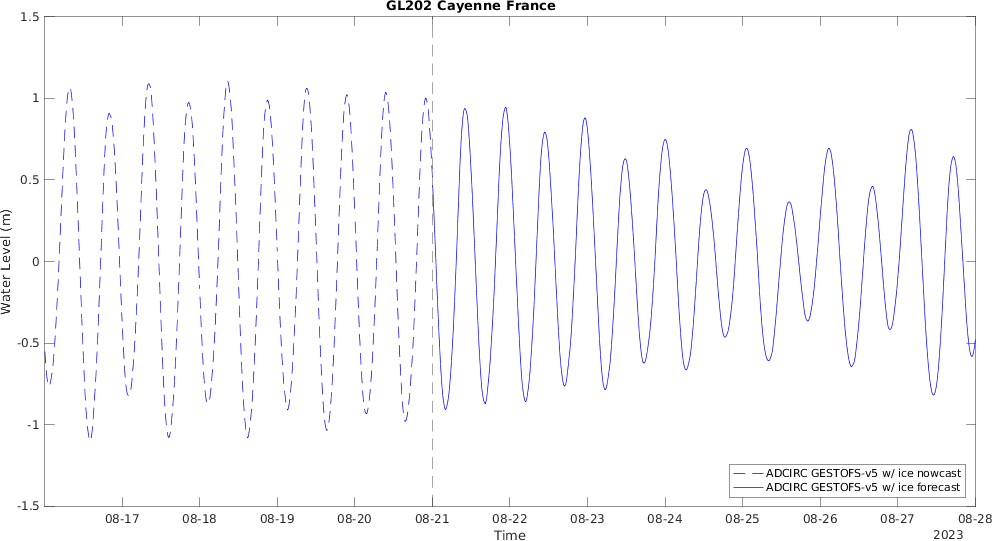 GL202 Cayenne France
1.5
1
0.5
0
-0.5
-1
-1.5
Water Level (m)
ADCIRC GESTOFS-v5 w/ ice nowcast
ADCIRC GESTOFS-v5 w/ ice forecast
08-17 08-18 08-19 08-20 08-21 08-22 08-23 08-24 08-25 08-26 08-27 08-28
Time
2023